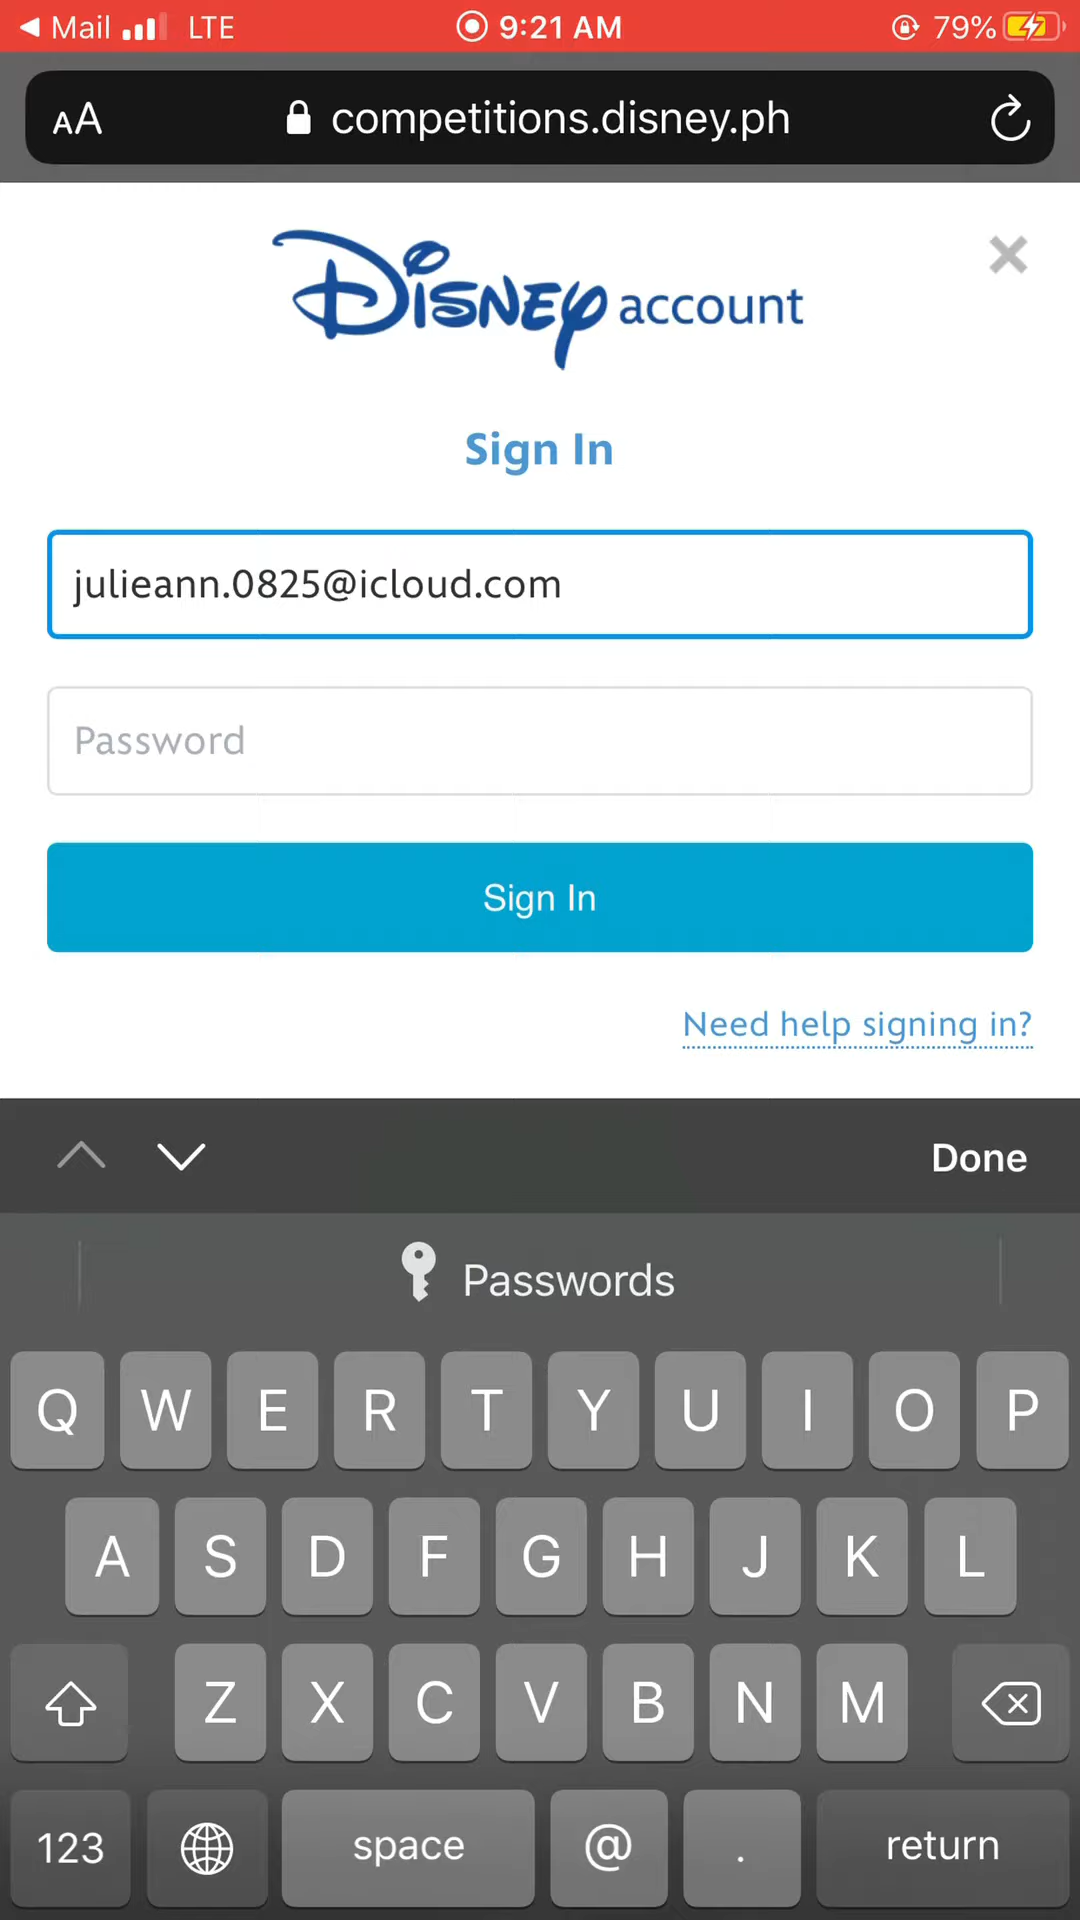 Mail LTE 9:21 AM 79%
AA competitions.disney.ph
Disney account
Sign In
julieann.0825@icloud.com
Password
Sign In
Need help signing in?
Done
Passwords
Q W E R T Y U I O P
A S D F G H J K L
Z X C V B N M
123 space @ . return